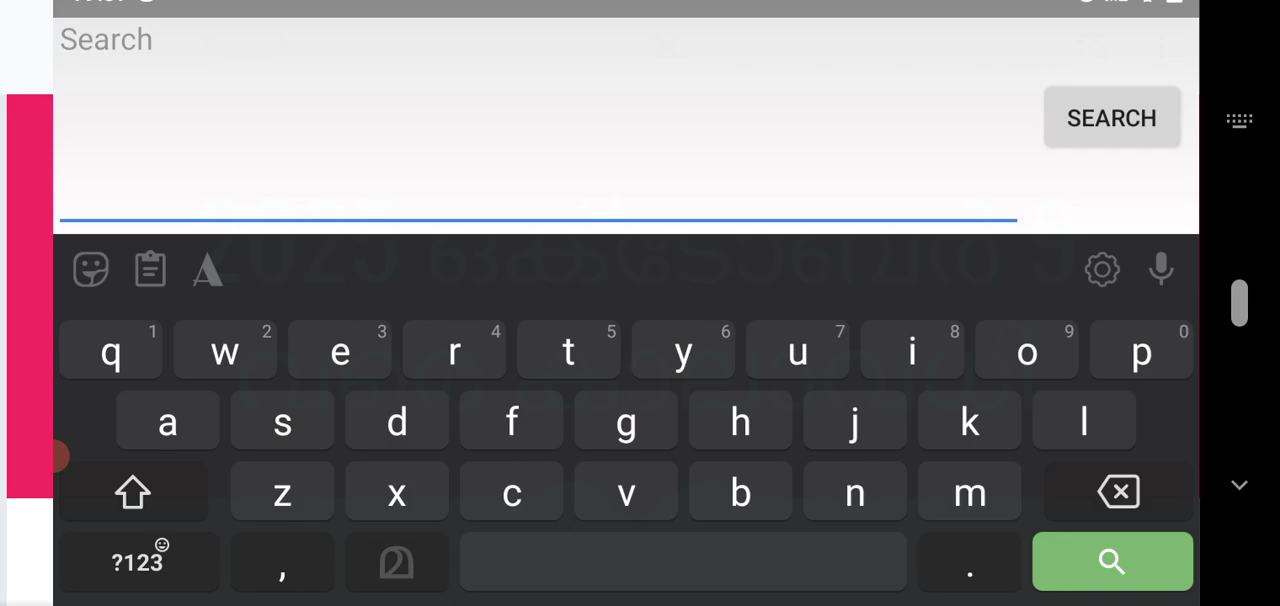 Search
SEARCH
q 1 w 2 e 3 r 4 t 5 y 6 u 7 i 8 o 9 p 0
a s d f g h j k l
z x c v b n m
?123 , മ .